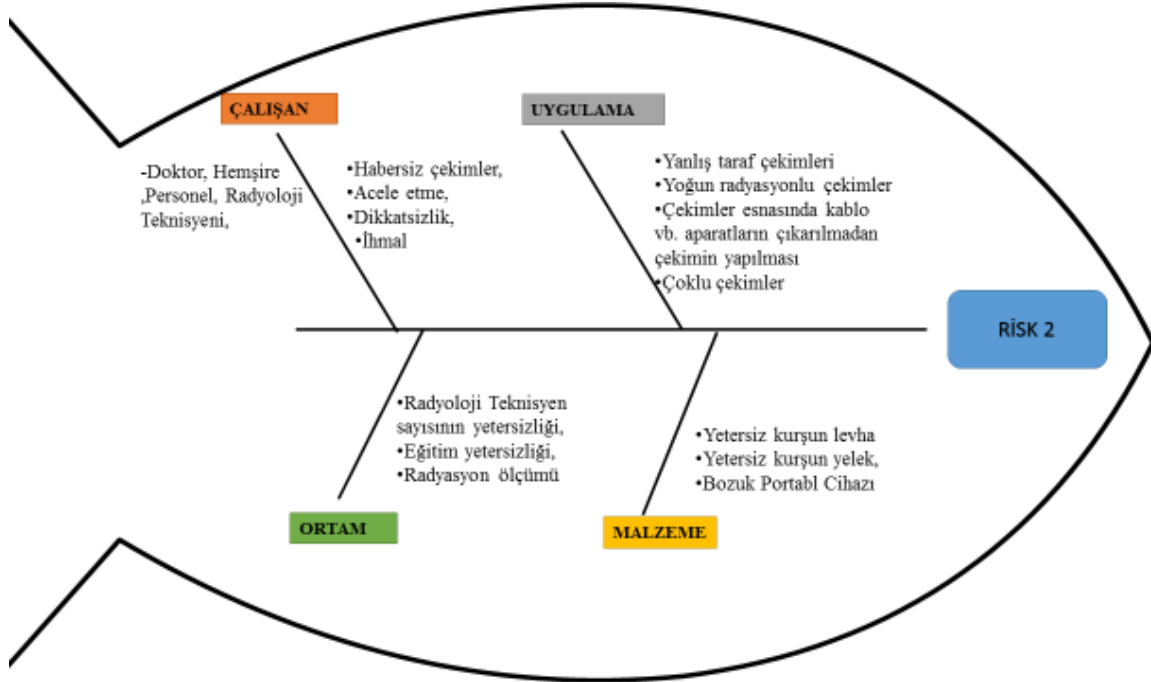 ÇALIŞAN
UYGULAMA
-Doktor, Hemşire
,Personel, Radyoloji
Teknisyeni,
•Habersiz çekimler,
•Acele etme,
•Dikkatsizlik,
•İhmal
•Yanlış taraf çekimleri
•Yoğun radyasyonlu çekimler
•Çekimler esnasında kablo
vb. aparatların çıkarılmadan
çekimin yapılması
•Çoklu çekimler
RİSK 2
•Radyoloji Teknisyen
sayısının yetersizliği,
•Eğitim yetersizliği,
•Radyasyon ölçümü
•Yetersiz kurşun levha
•Yetersiz kurşun yelek,
•Bozuk Portabl Cihazı
ORTAM
MALZEME